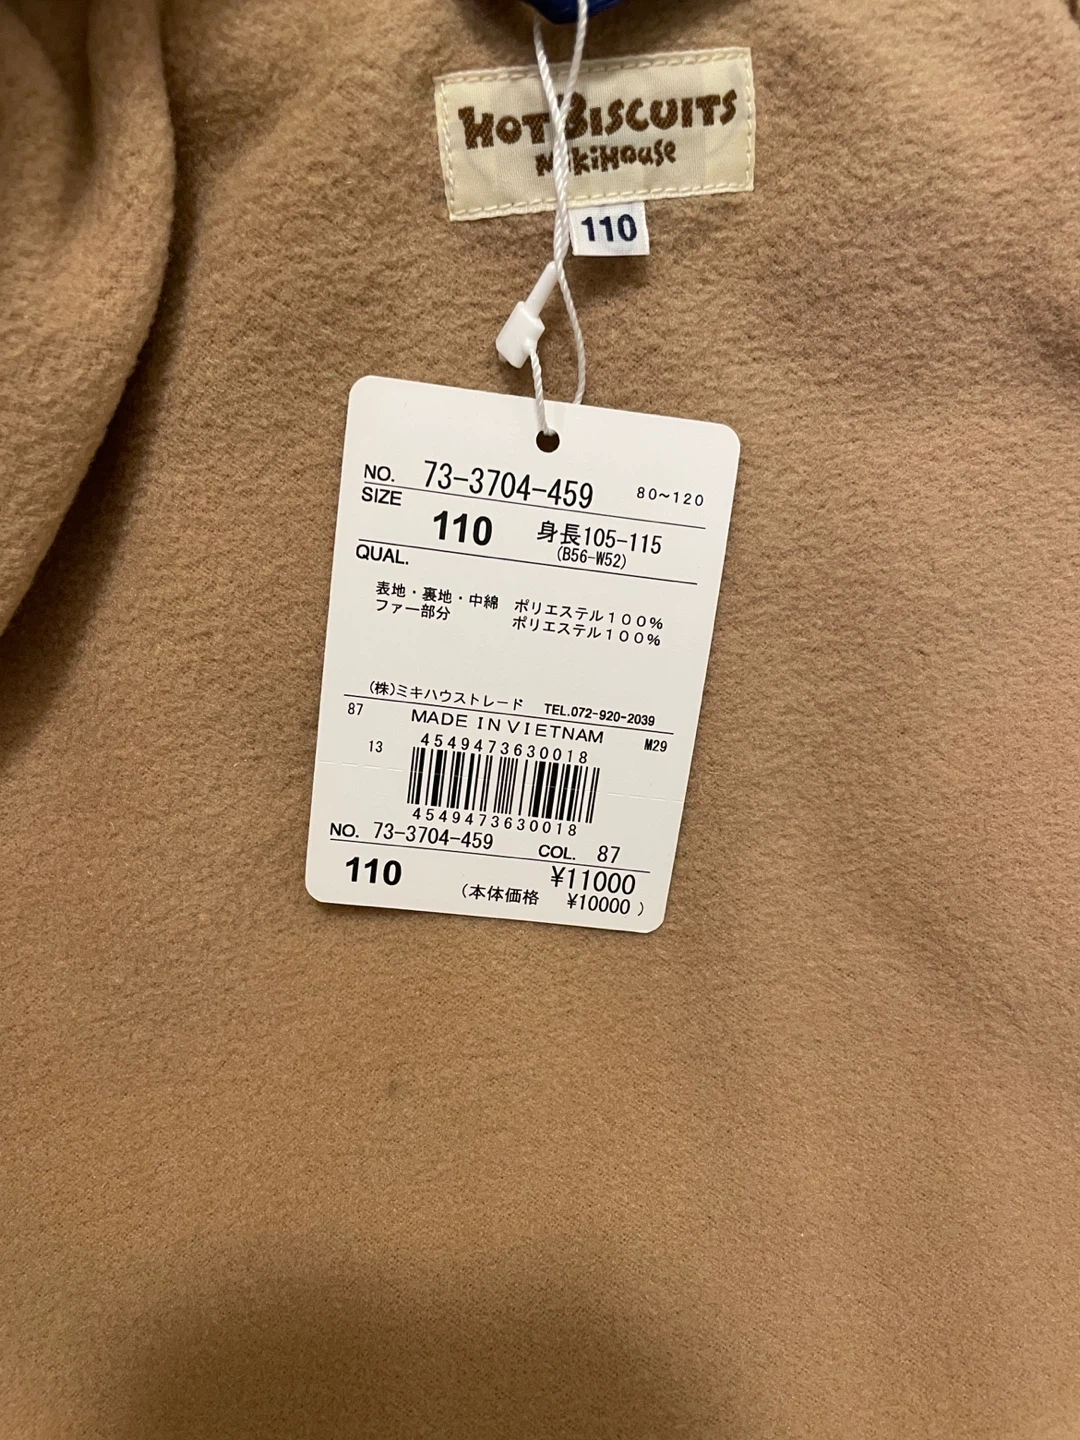 HOT BISCUITS
MikiHouse
110
NO. 73-3704-459 80~120
SIZE 110 身長105-115
(B56-W52)
QUAL.
表地・裏地・中綿 ポリエステル100%
ファー部分 ポリエステル100%
(株)ミキハウストレード TEL.072-920-2039
87 MADE IN VIETNAM M29
13 4549473630018
4549473630018
NO. 73-3704-459 COL. 87
110 ¥11000
(本体価格 ¥10000)